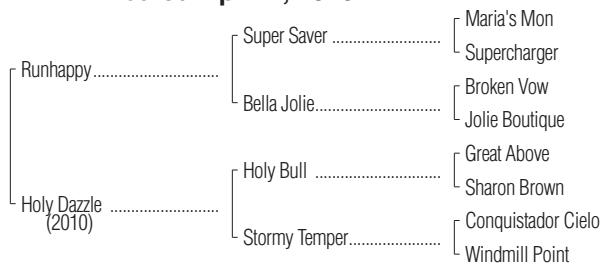 Maria's Mon
Super Saver ..............................
Supercharger
Runhappy...................................
Broken Vow
Bella Jolie...................................
Jolie Boutique
Great Above
Holy Bull ...................................
Sharon Brown
Holy Dazzle ..............................
(2010)
Conquistador Cielo
Stormy Temper.........................
Windmill Point